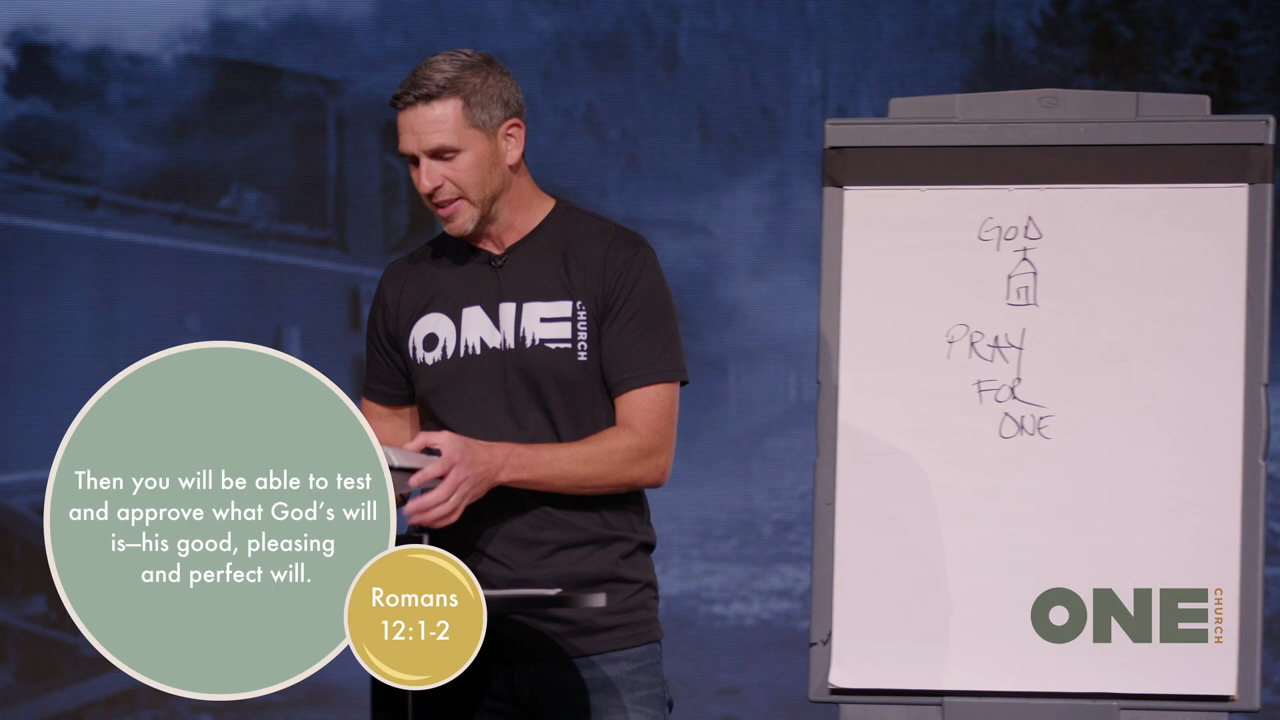 GOD
PRAY
FOR
ONE
ONE
CHURCH
Then you will be able to test
and approve what God's will
is—his good, pleasing
and perfect will.
Romans
12:1-2
ONE
CHURCH